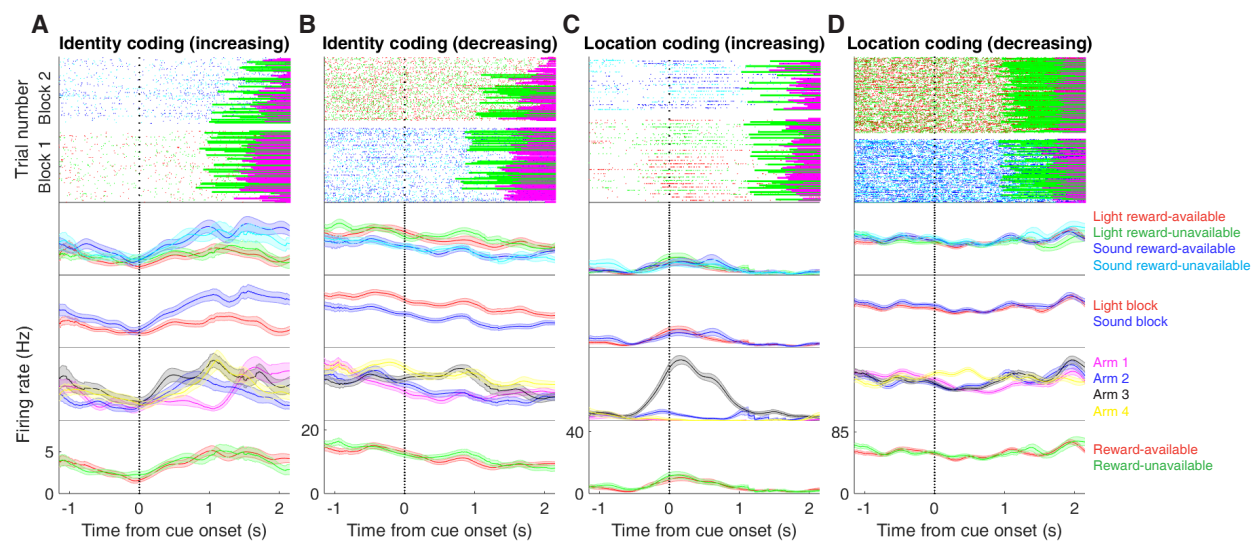 A
Identity coding (increasing)
B
Identity coding (decreasing)
C
Location coding (increasing)
D
Location coding (decreasing)
Trial number
Block 1 Block 2
Firing rate (Hz)
Light reward-available
Light reward-unavailable
Sound reward-available
Sound reward-unavailable
Light block
Sound block
Arm 1
Arm 2
Arm 3
Arm 4
Reward-available
Reward-unavailable
5
0
20
0
40
0
85
0
-1 0 1 2
-1 0 1 2
-1 0 1 2
-1 0 1 2
Time from cue onset (s)
Time from cue onset (s)
Time from cue onset (s)
Time from cue onset (s)